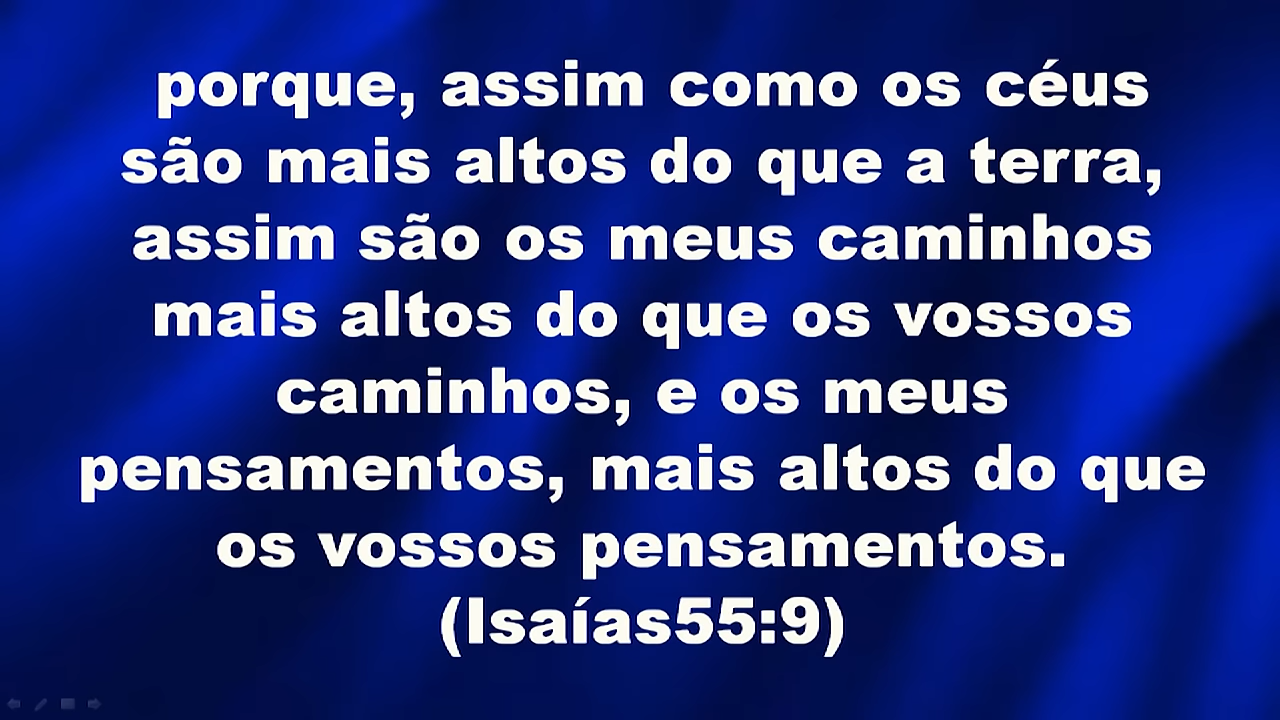 porque, assim como os céus
são mais altos do que a terra,
assim são os meus caminhos
mais altos do que os vossos
caminhos, e os meus
pensamentos, mais altos do que
os vossos pensamentos.
(Isaías55:9)